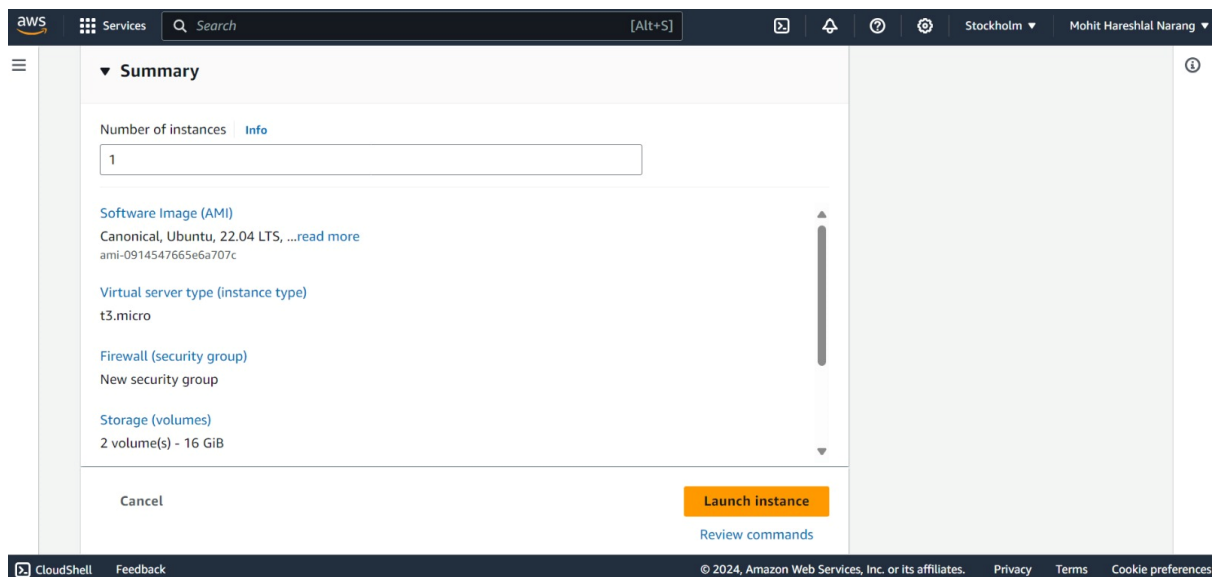 aws Services Search [Alt+S] Stockholm ▼ Mohit Hareshlal Narang ▼
▼ Summary
Number of instances Info
1
Software Image (AMI)
Canonical, Ubuntu, 22.04 LTS, ...read more
ami-0914547665e6a707c
Virtual server type (instance type)
t3.micro
Firewall (security group)
New security group
Storage (volumes)
2 volume(s) - 16 GiB
Cancel Launch instance
Review commands
CloudShell Feedback © 2024, Amazon Web Services, Inc. or its affiliates. Privacy Terms Cookie preferences